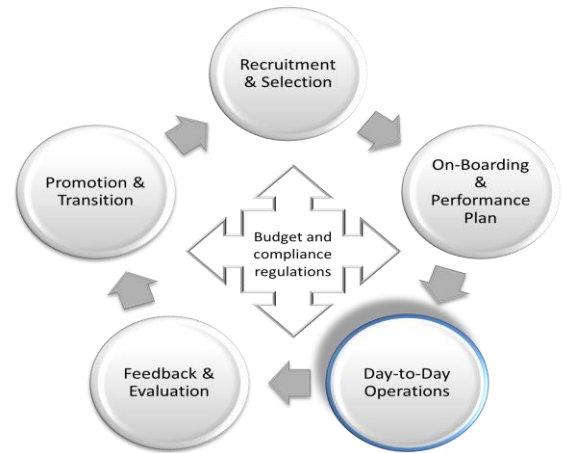 Recruitment
& Selection
On-Boarding
&
Performance
Plan
Day-to-Day
Operations
Feedback &
Evaluation
Promotion &
Transition
Budget and
compliance
regulations